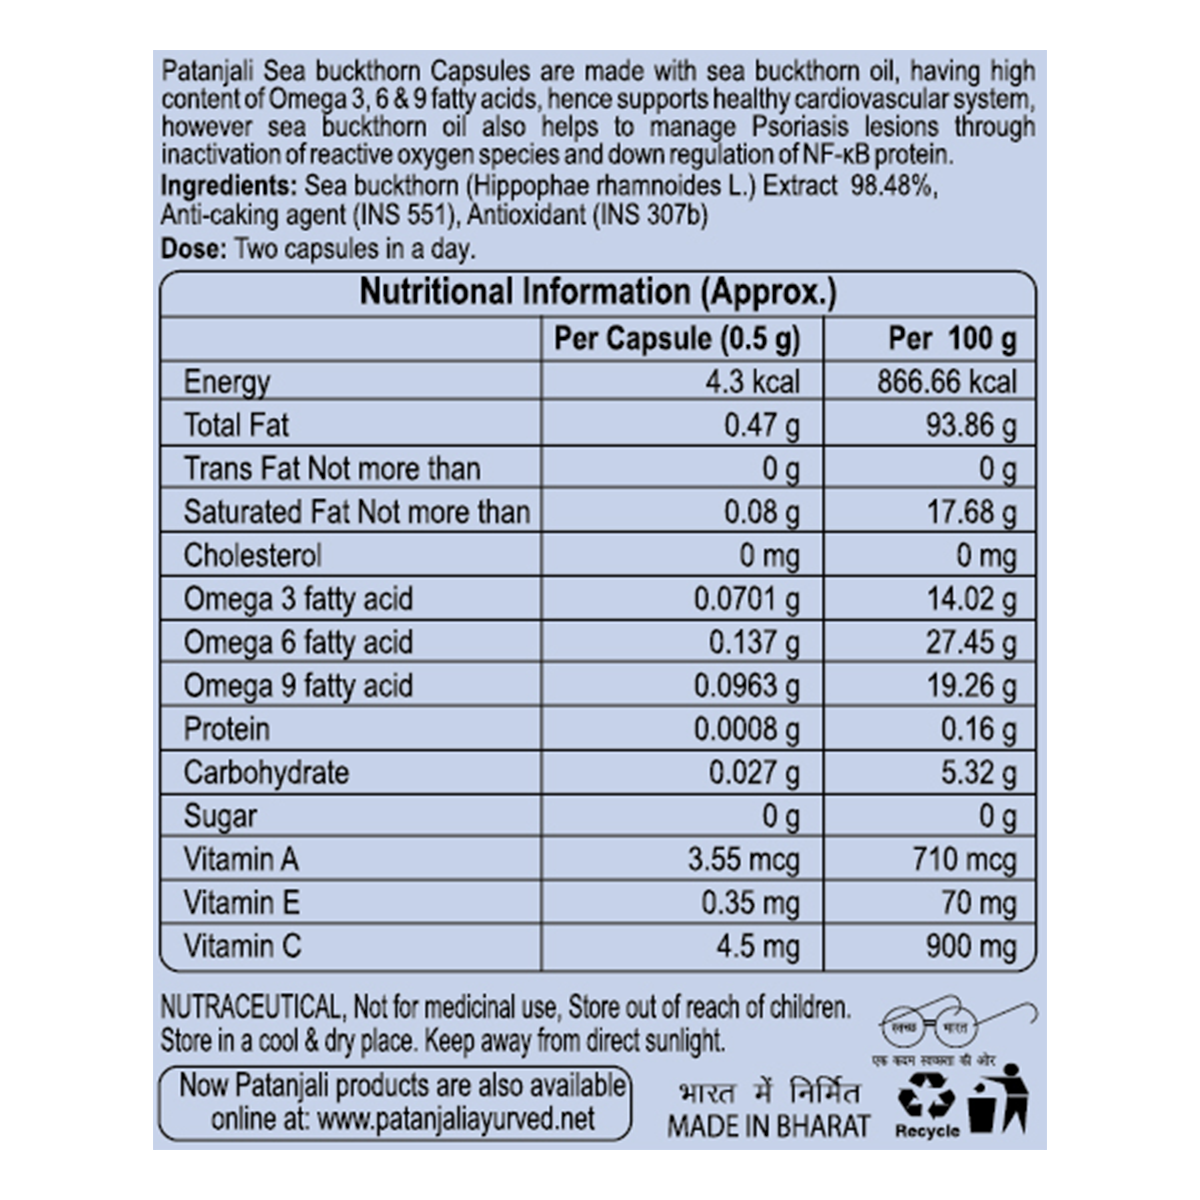 Patanjali Sea buckthorn Capsules are made with sea buckthorn oil, having high
content of Omega 3, 6 & 9 fatty acids, hence supports healthy cardiovascular system,
however sea buckthorn oil also helps to manage Psoriasis lesions through
inactivation of reactive oxygen species and down regulation of NF-κB protein.
Ingredients: Sea buckthorn (Hippophae rhamnoides L.) Extract 98.48%,
Anti-caking agent (INS 551), Antioxidant (INS 307b)
Dose: Two capsules in a day.
Nutritional Information (Approx.)
Per Capsule (0.5 g) Per 100 g
Energy 4.3 kcal 866.66 kcal
Total Fat 0.47 g 93.86 g
Trans Fat Not more than 0 g 0 g
Saturated Fat Not more than 0.08 g 17.68 g
Cholesterol 0 mg 0 mg
Omega 3 fatty acid 0.0701 g 14.02 g
Omega 6 fatty acid 0.137 g 27.45 g
Omega 9 fatty acid 0.0963 g 19.26 g
Protein 0.0008 g 0.16 g
Carbohydrate 0.027 g 5.32 g
Sugar 0 g 0 g
Vitamin A 3.55 mcg 710 mcg
Vitamin E 0.35 mg 70 mg
Vitamin C 4.5 mg 900 mg
NUTRACEUTICAL, Not for medicinal use, Store out of reach of children.
Store in a cool & dry place. Keep away from direct sunlight.
स्वच्छ भारत
एक कदम स्वच्छता की ओर
Now Patanjali products are also available
online at: www.patanjaliayurved.net
भारत में निर्मित
MADE IN BHARAT
Recycle